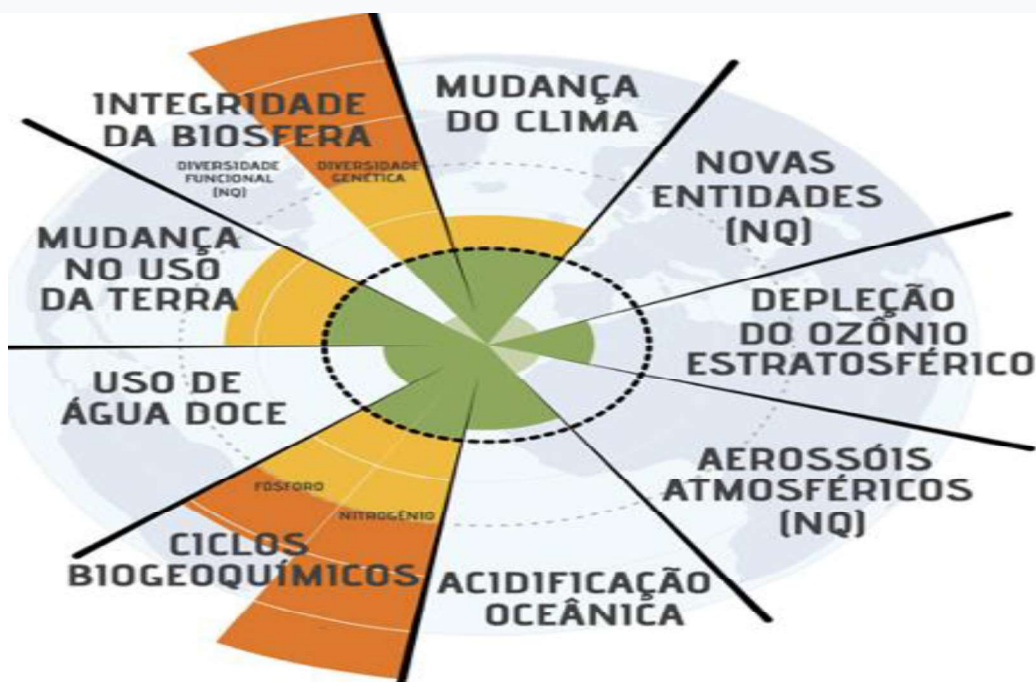 MUDANÇA
DO CLIMA
NOVAS
ENTIDADES
(NQ)
DEPLEÇÃO
DO OZÔNIO
ESTRATOSFÉRICO
AEROSSÓIS
ATMOSFÉRICOS
(NQ)
ACIDIFICAÇÃO
OCEÂNICA
CICLOS
BIOGEOQUÍMICOS
FÓSFORO
NITROGÊNIO
USO DE
ÁGUA DOCE
MUDANÇA
NO USO
DA TERRA
INTEGRIDADE
DA BIOSFERA
DIVERSIDADE
FUNCIONAL
(NQ)
DIVERSIDADE
GENÉTICA